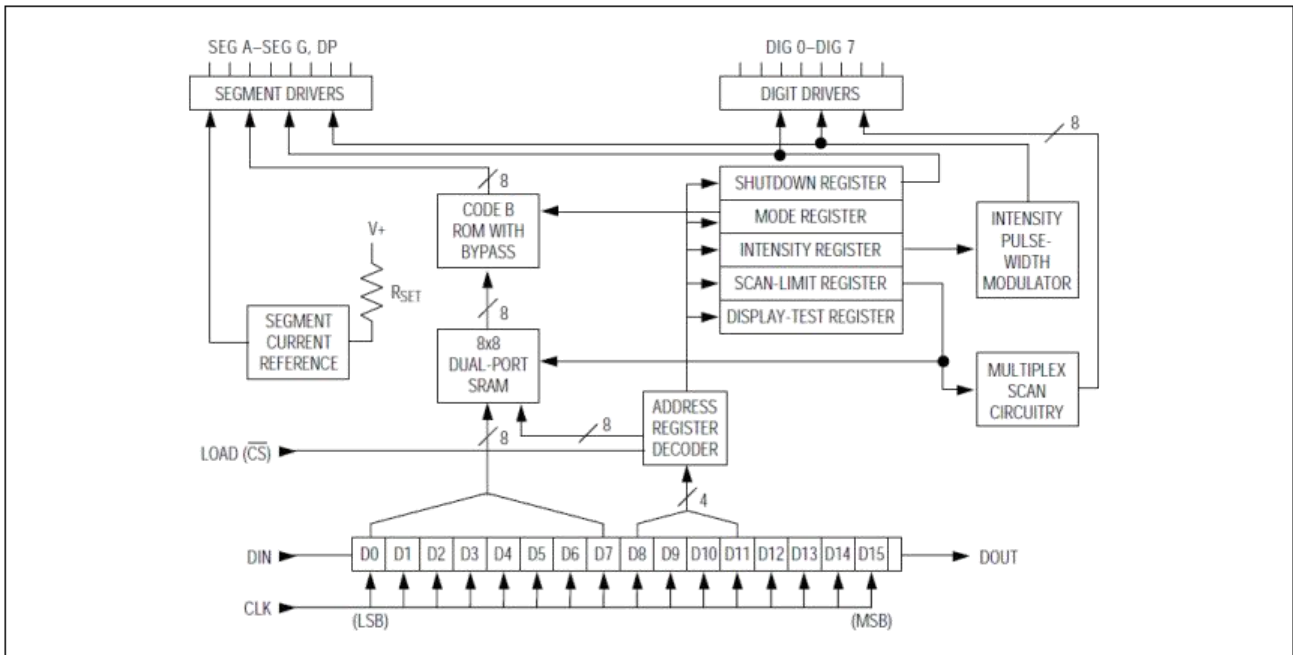 SEG A–SEG G, DP
DIG 0–DIG 7
SEGMENT DRIVERS
DIGIT DRIVERS
8
8
SHUTDOWN REGISTER
MODE REGISTER
INTENSITY REGISTER
SCAN-LIMIT REGISTER
DISPLAY-TEST REGISTER
CODE B
ROM WITH
BYPASS
INTENSITY
PULSE-
WIDTH
MODULATOR
V+
RSET
SEGMENT
CURRENT
REFERENCE
8
8x8
DUAL-PORT
SRAM
MULTIPLEX
SCAN
CIRCUITRY
ADDRESS
REGISTER
DECODER
8
8
LOAD (CS)
4
DIN
D0 D1 D2 D3 D4 D5 D6 D7 D8 D9 D10 D11 D12 D13 D14 D15
DOUT
CLK
(LSB)
(MSB)